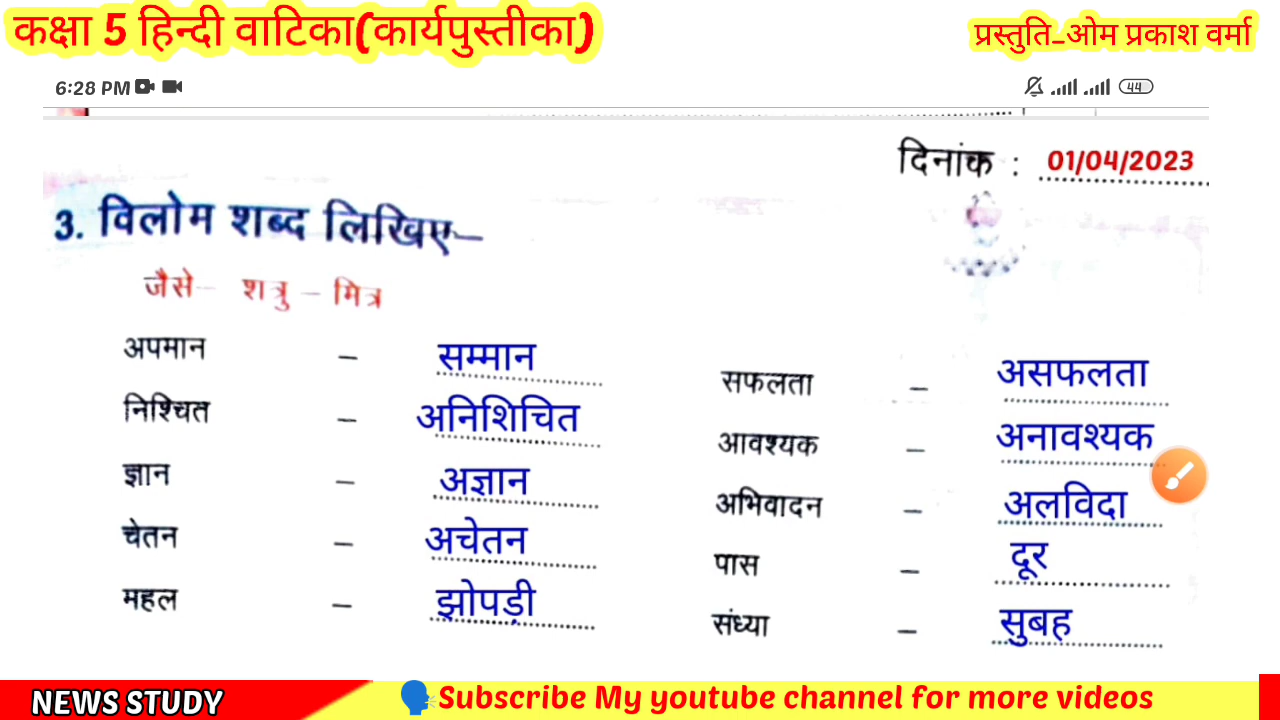 कक्षा 5 हिन्दी वाटिका(कार्यपुस्तीका)
प्रस्तुति-ओम प्रकाश वर्मा
6:28 PM
44
दिनांक : 01/04/2023
3. विलोम शब्द लिखिए–
जैसे– शत्रु – मित्र
अपमान – सम्मान
निश्चित – अनिशिचित
ज्ञान – अज्ञान
चेतन – अचेतन
महल – झोपड़ी
सफलता – असफलता
आवश्यक – अनावश्यक
अभिवादन – अलविदा
पास – दूर
संध्या – सुबह
NEWS STUDY
Subscribe My youtube channel for more videos